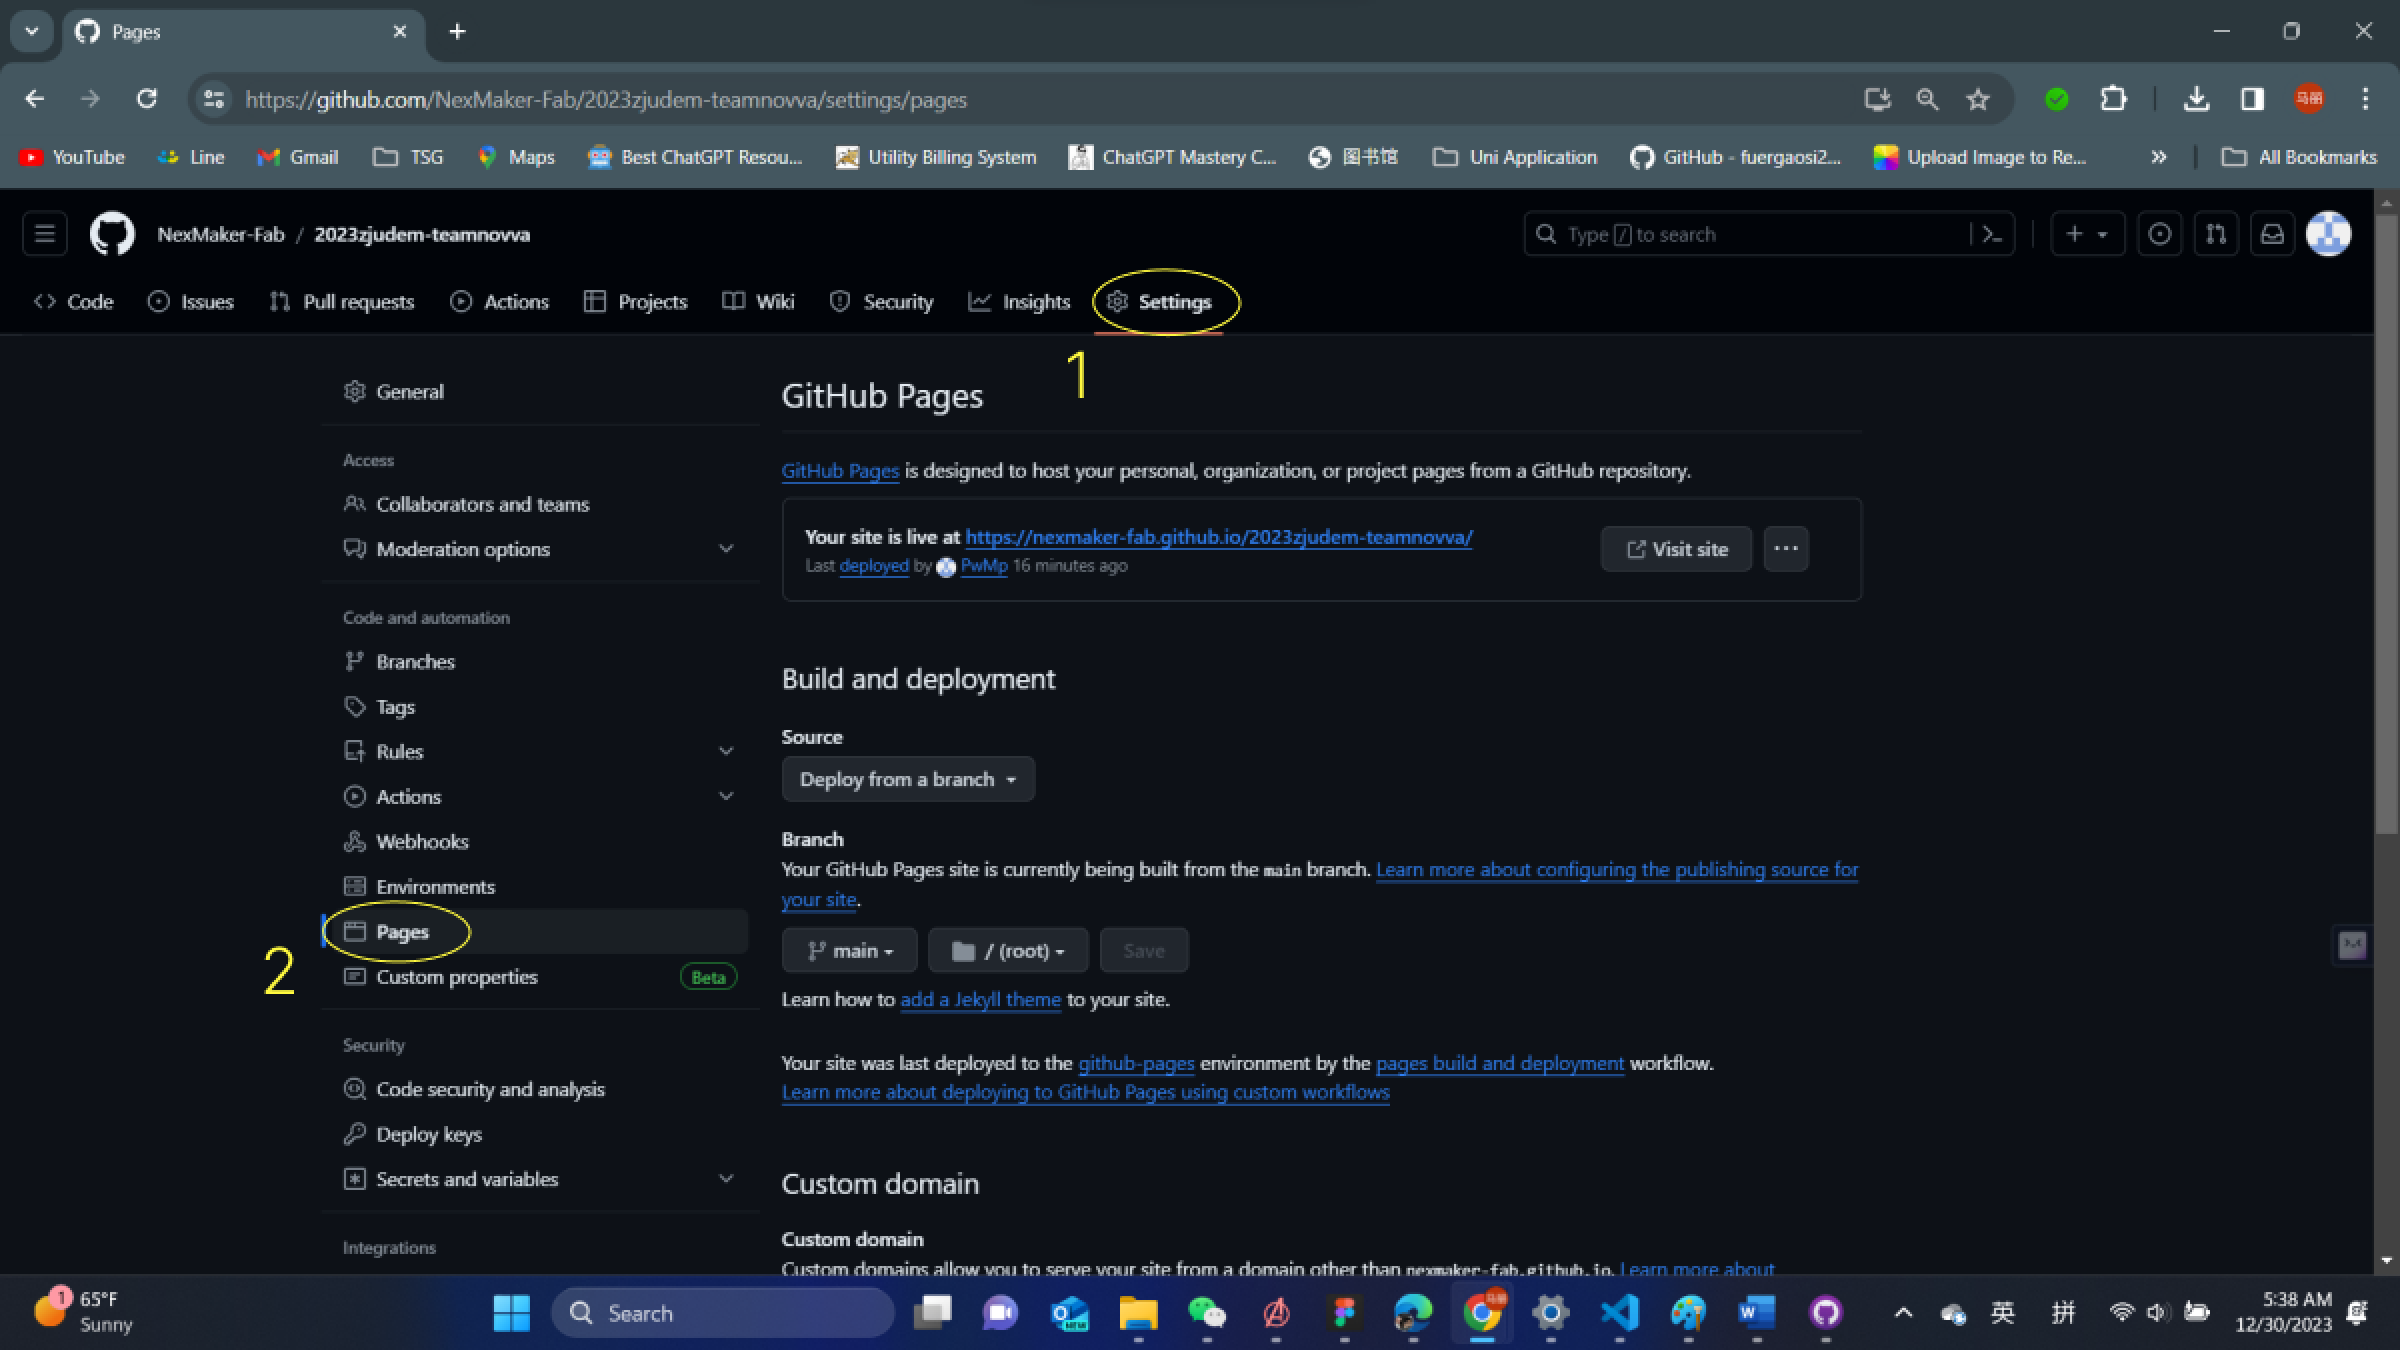 Pages
https://github.com/NexMaker-Fab/2023zjudem-teamnovva/settings/pages
马丽
YouTube
Line
Gmail
TSG
Maps
Best ChatGPT Resou...
Utility Billing System
ChatGPT Mastery C...
图书馆
Uni Application
GitHub - fuergaosi2...
Upload Image to Re...
»
All Bookmarks
NexMaker-Fab / 2023zjudem-teamnovva
Type / to search
Code
Issues
Pull requests
Actions
Projects
Wiki
Security
Insights
Settings
1
General
Access
Collaborators and teams
Moderation options
Code and automation
Branches
Tags
Rules
Actions
Webhooks
Environments
Pages
2
Custom properties
Beta
Security
Code security and analysis
Deploy keys
Secrets and variables
Integrations
GitHub Pages
GitHub Pages is designed to host your personal, organization, or project pages from a GitHub repository.
Your site is live at https://nexmaker-fab.github.io/2023zjudem-teamnovva/
Last deployed by PwMp 16 minutes ago
Visit site
Build and deployment
Source
Deploy from a branch
Branch
Your GitHub Pages site is currently being built from the main branch. Learn more about configuring the publishing source for
your site.
main
/ (root)
Save
Learn how to add a Jekyll theme to your site.
Your site was last deployed to the github-pages environment by the pages build and deployment workflow.
Learn more about deploying to GitHub Pages using custom workflows
Custom domain
Custom domain
Custom domains allow you to serve your site from a domain other than nexmaker-fab.github.io. Learn more about
1
65°F
Sunny
Search
NEW
马丽
英
拼
5:38 AM
12/30/2023